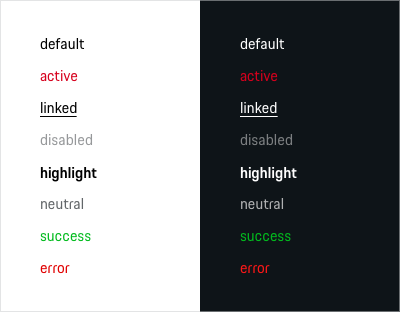 default
active
linked
disabled
highlight
neutral
success
error
default
active
linked
disabled
highlight
neutral
success
error